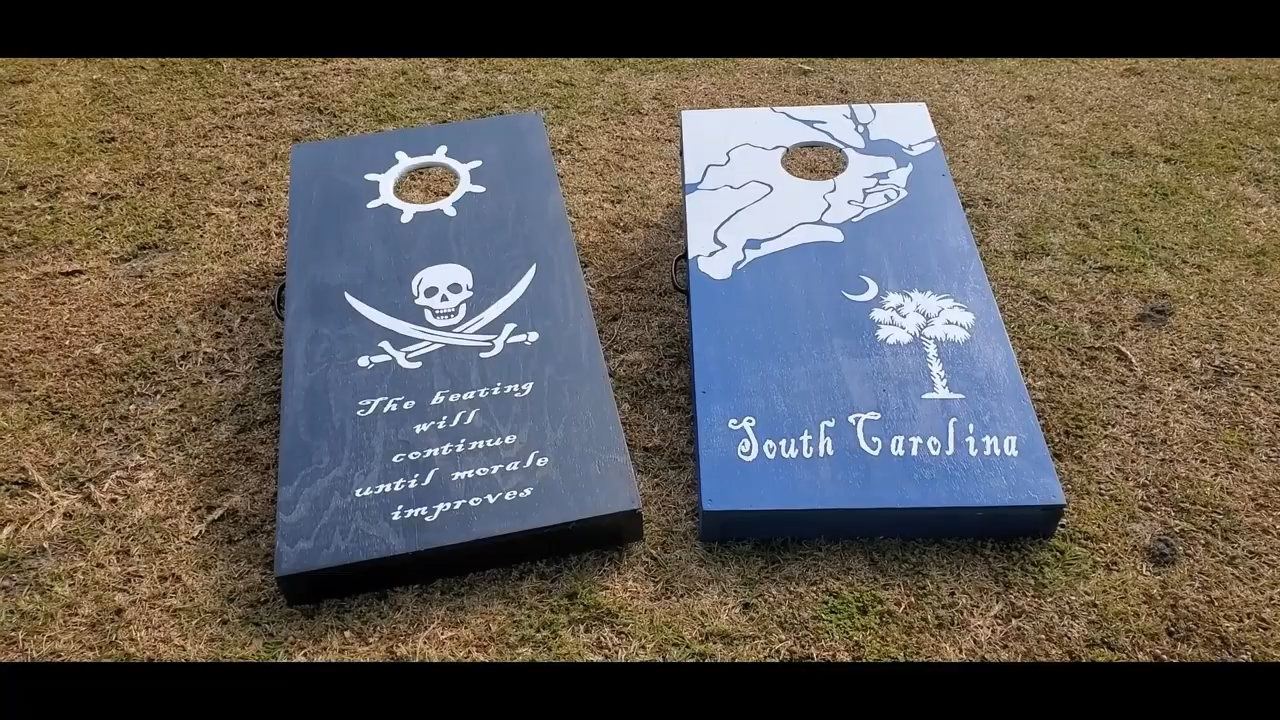 The beating
will
continue
until morale
improves
South Carolina